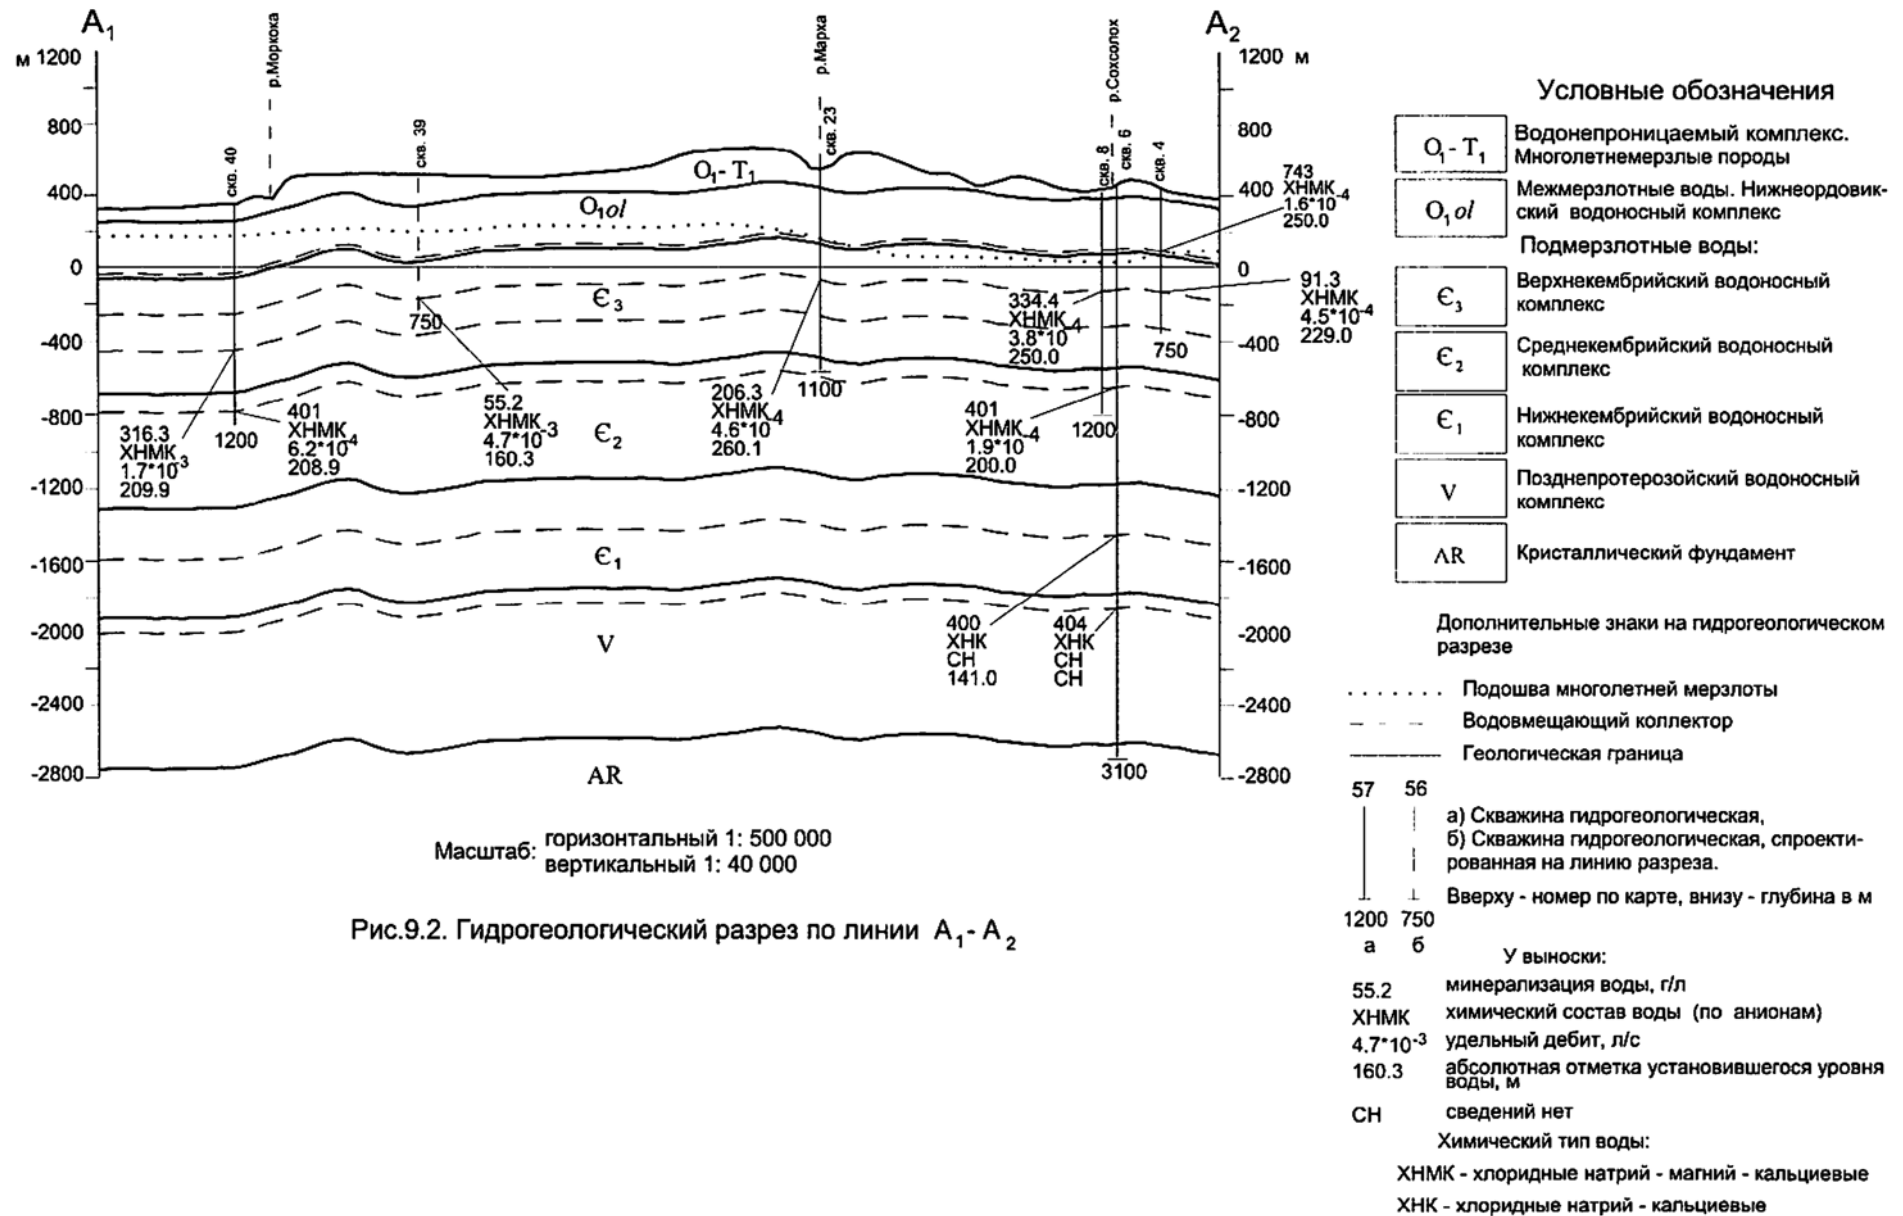 A1
A2
р.Моркока
р.Марха
р.Сохсолох
м 1200
800
400
0
-400
-800
-1200
-1600
-2000
-2400
-2800
1200 м
800
400
0
-400
-800
-1200
-1600
-2000
-2400
-2800
скв. 40
скв. 39
скв. 23
скв. 8
скв. 6
скв. 4
O1- T1
O1ol
Є3
Є2
Є1
V
AR
743
ХНМК
1.6*10-4
250.0
91.3
ХНМК
4.5*10-4
229.0
334.4
ХНМК
3.8*10-4
250.0
750
750
316.3
ХНМК
1.7*10-3
209.9
1200
401
ХНМК
6.2*10-4
208.9
55.2
ХНМК
4.7*10-3
160.3
206.3
ХНМК
4.6*10-4
260.1
1100
401
ХНМК
1.9*10-4
200.0
1200
400
ХНК
СН
141.0
404
ХНК
СН
СН
3100
Масштаб: горизонтальный 1: 500 000
вертикальный 1: 40 000
Рис.9.2. Гидрогеологический разрез по линии A1- A2
Условные обозначения
O1 - T1
Водонепроницаемый комплекс.
Многолетнемерзлые породы
O1ol
Межмерзлотные воды. Нижнеордовик-
ский водоносный комплекс
Подмерзлотные воды:
Є3
Верхнекембрийский водоносный
комплекс
Є2
Среднекембрийский водоносный
комплекс
Є1
Нижнекембрийский водоносный
комплекс
V
Позднепротерозойский водоносный
комплекс
AR
Кристаллический фундамент
Дополнительные знаки на гидрогеологическом
разрезе
Подошва многолетней мерзлоты
Водовмещающий коллектор
Геологическая граница
57 56
а) Скважина гидрогеологическая,
б) Скважина гидрогеологическая, спроекти-
рованная на линию разреза.
Вверху - номер по карте, внизу - глубина в м
1200 750
а б
У выноски:
55.2 минерализация воды, г/л
ХНМК химический состав воды (по анионам)
4.7*10-3 удельный дебит, л/с
160.3 абсолютная отметка установившегося уровня
воды, м
СН сведений нет
Химический тип воды:
ХНМК - хлоридные натрий - магний - кальциевые
ХНК - хлоридные натрий - кальциевые